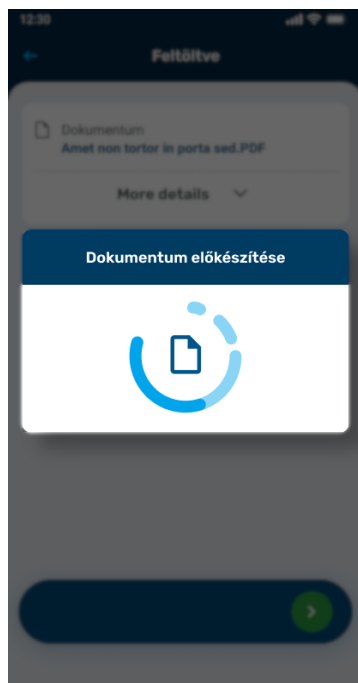 12:30
Feltöltve
Dokumentum
Amet non tortor in porta sed.PDF
More details
Dokumentum előkészítése